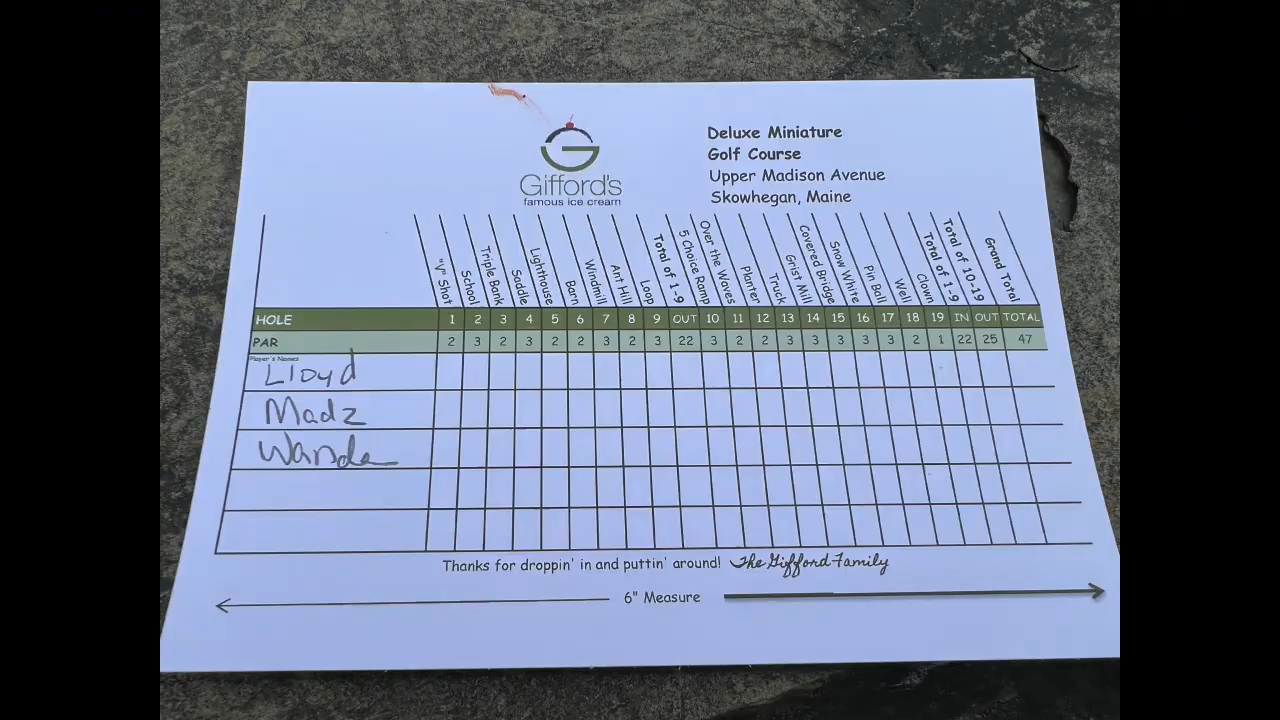 Gifford's
famous ice cream
Deluxe Miniature
Golf Course
Upper Madison Avenue
Skowhegan, Maine
"V" Shot School Triple Bank Saddle Lighthouse Barn Windmill Ant Hill Loop Total of 1-9 5 Choice Ramp Over the Waves Planter Truck Grist Mill Covered Bridge Snow White Pin Ball Well Clown Total of 1-9 Total of 10-19 Grand Total
HOLE 1 2 3 4 5 6 7 8 9 OUT 10 11 12 13 14 15 16 17 18 19 IN OUT TOTAL
PAR 2 3 2 3 2 2 3 2 3 22 3 2 2 3 3 3 3 3 2 1 22 25 47
Player's Names
Lloyd
Madz
Wanda
Thanks for droppin' in and puttin' around! The Gifford Family
6" Measure